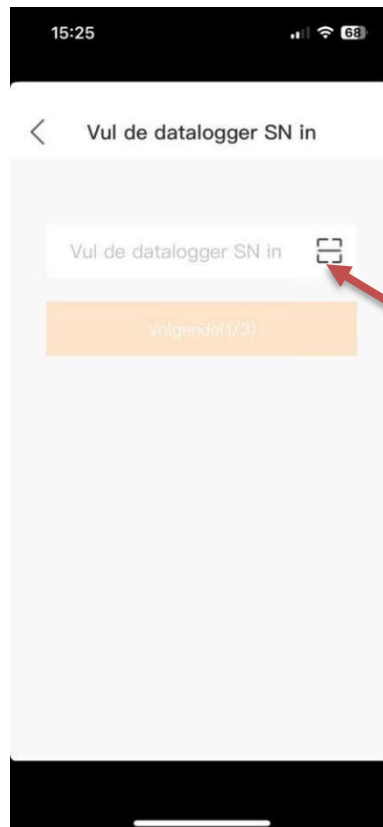 15:25
68
Vul de datalogger SN in
Vul de datalogger SN in
Volgende(1/3)